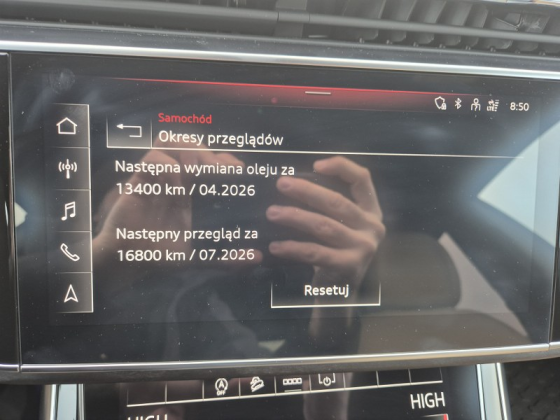 8:50
Samochód
Okresy przeglądów
Następna wymiana oleju za
13400 km / 04.2026
Następny przegląd za
16800 km / 07.2026
Resetuj
OFF
HIGH
HIGH